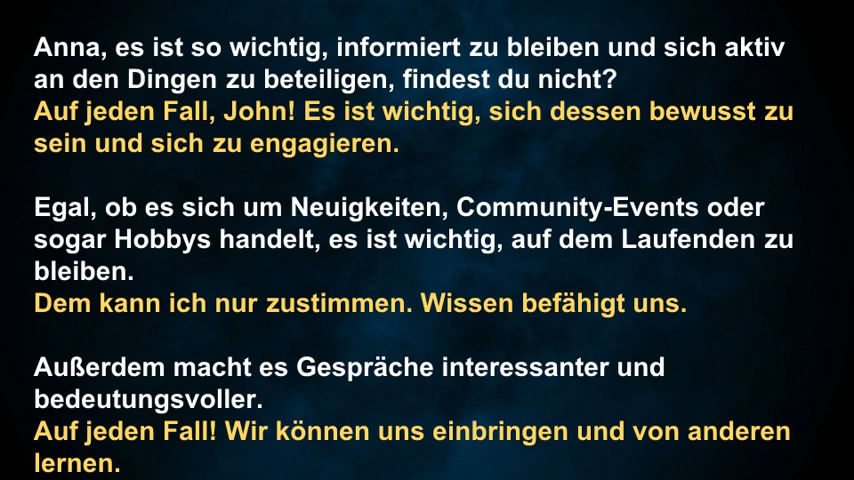 Anna, es ist so wichtig, informiert zu bleiben und sich aktiv
an den Dingen zu beteiligen, findest du nicht?
Auf jeden Fall, John! Es ist wichtig, sich dessen bewusst zu
sein und sich zu engagieren.
Egal, ob es sich um Neuigkeiten, Community-Events oder
sogar Hobbys handelt, es ist wichtig, auf dem Laufenden zu
bleiben.
Dem kann ich nur zustimmen. Wissen befähigt uns.
Außerdem macht es Gespräche interessanter und
bedeutungsvoller.
Auf jeden Fall! Wir können uns einbringen und von anderen
lernen.